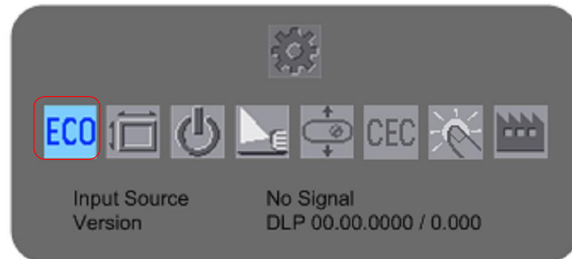 ECO CEC
Input Source No Signal
Version DLP 00.00.0000 / 0.000